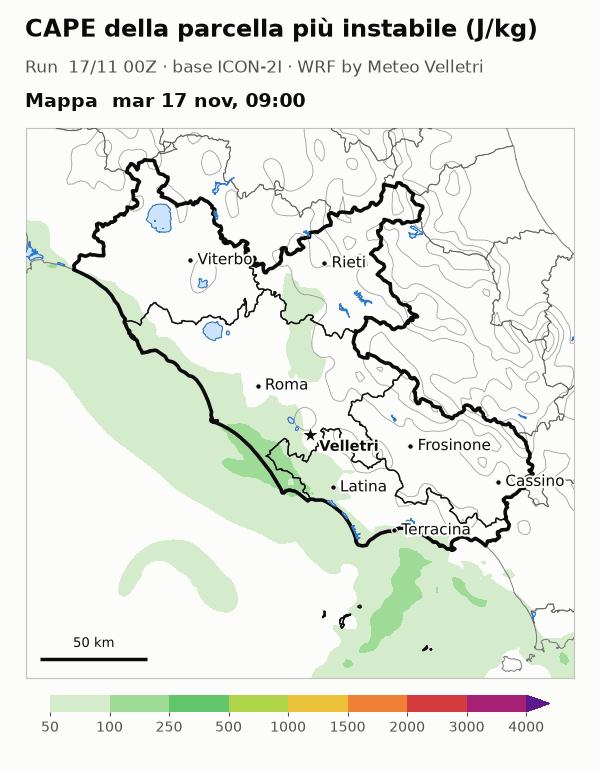 CAPE della parcella più instabile (J/kg)
Run 17/11 00Z · base ICON-2I · WRF by Meteo Velletri
Mappa mar 17 nov, 09:00
Viterbo
Rieti
Roma
Velletri
Frosinone
Latina
Cassino
Terracina
50 km
50 100 250 500 1000 1500 2000 3000 4000